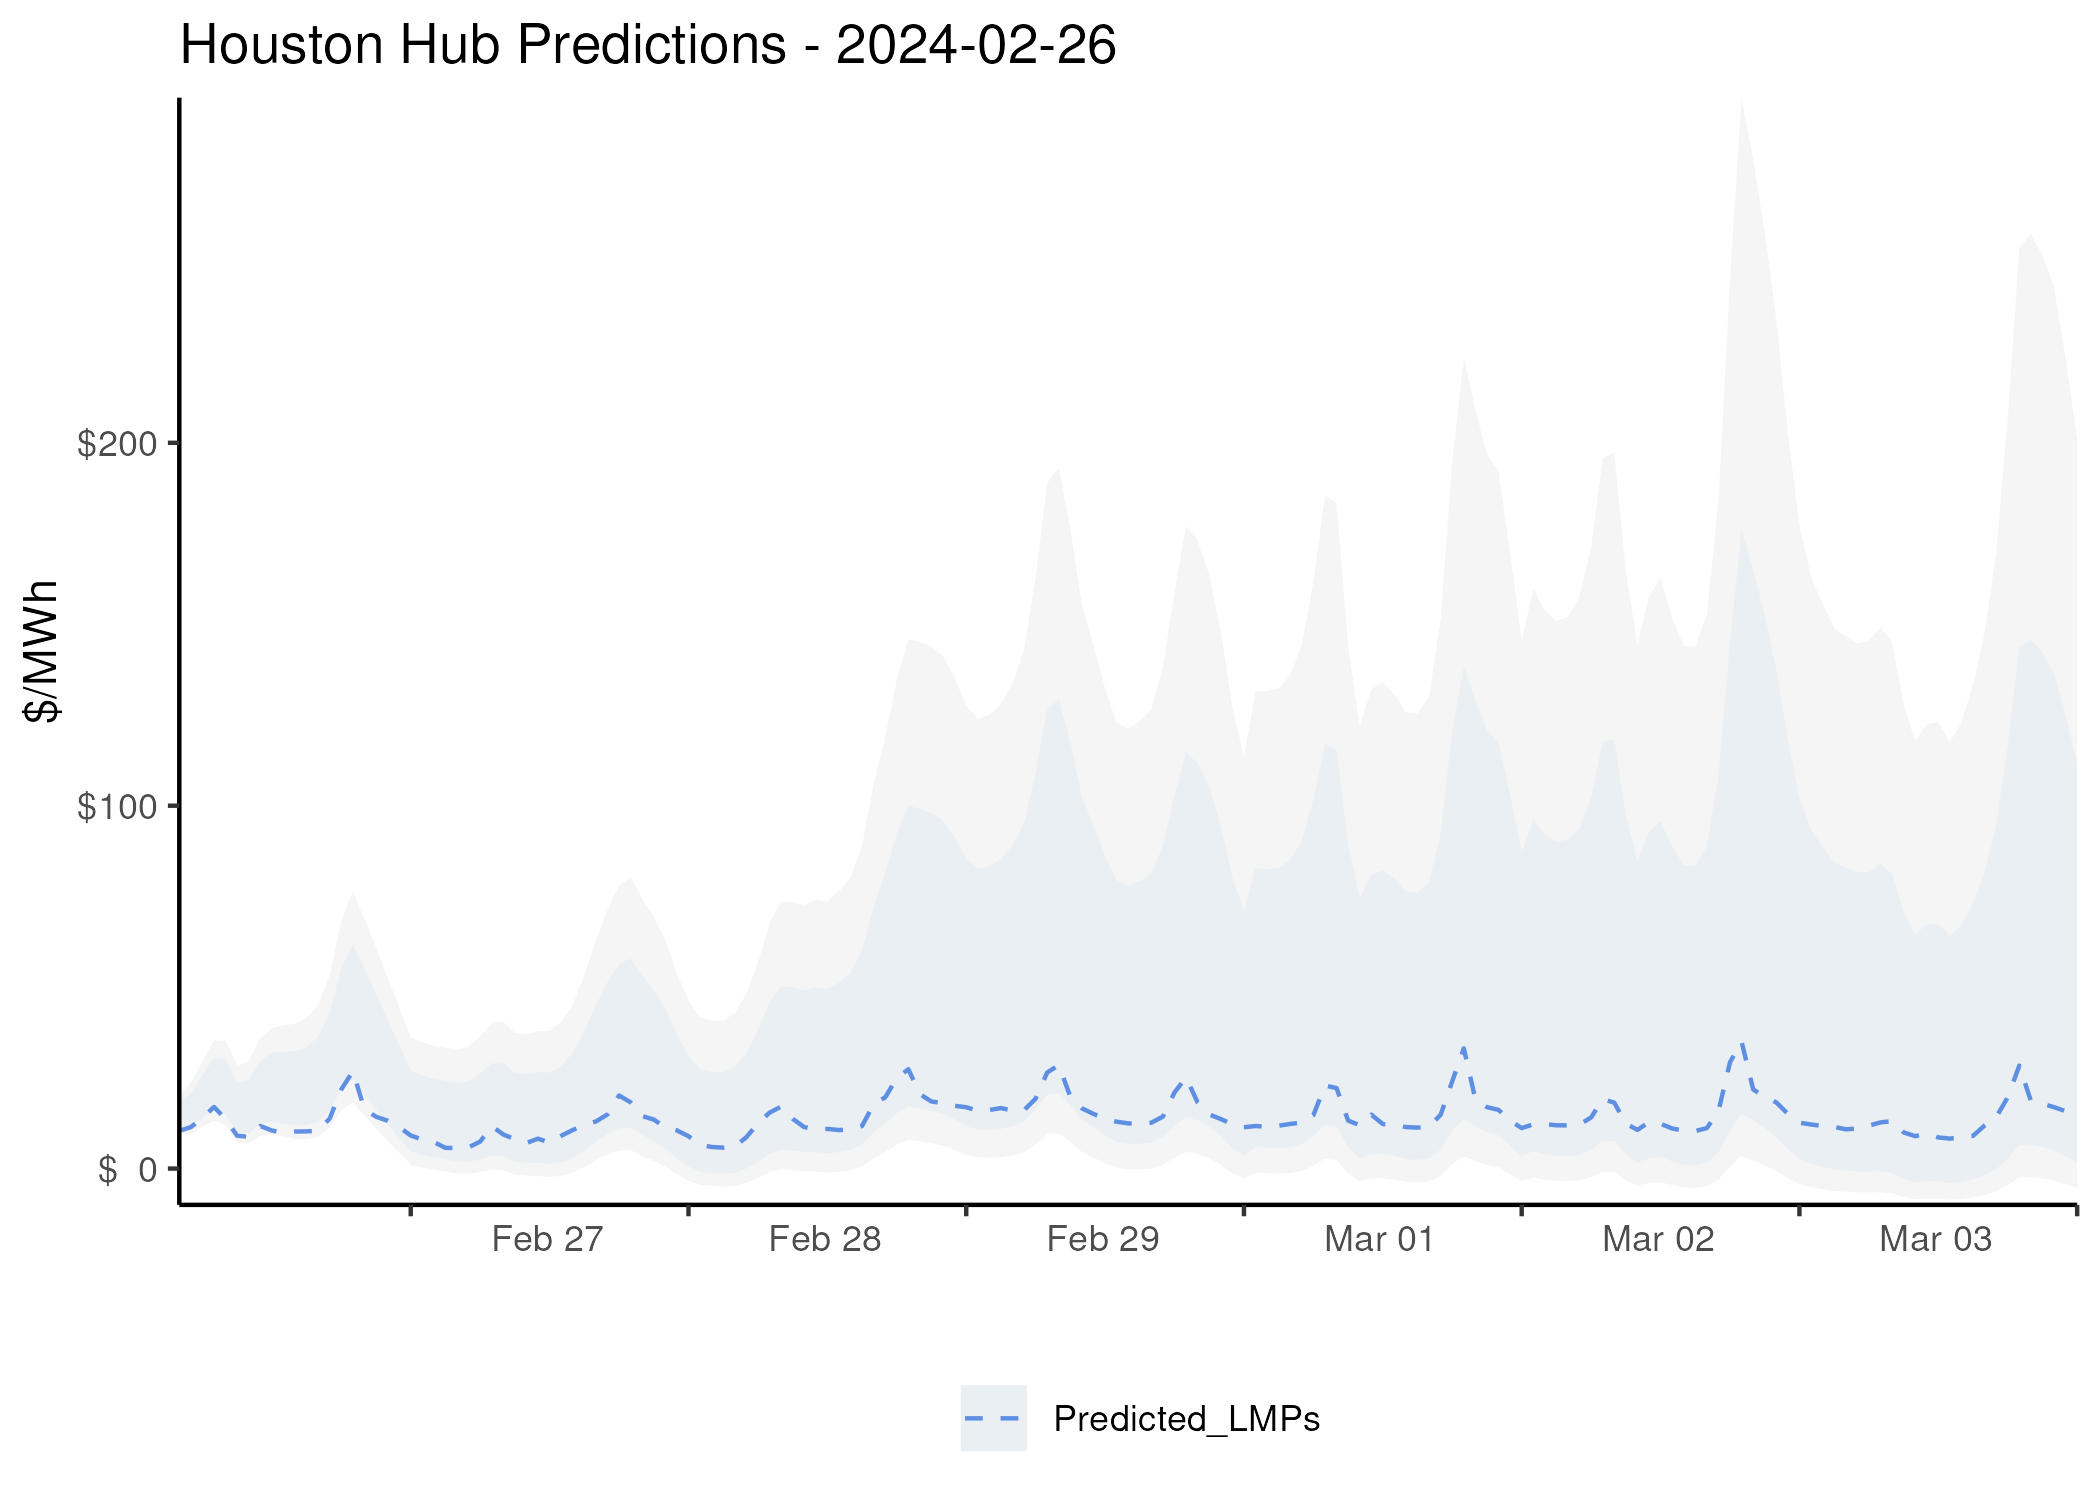 Houston Hub Predictions - 2024-02-26
$/MWh
$200
$100
$  0
Feb 27
Feb 28
Feb 29
Mar 01
Mar 02
Mar 03
Predicted_LMPs